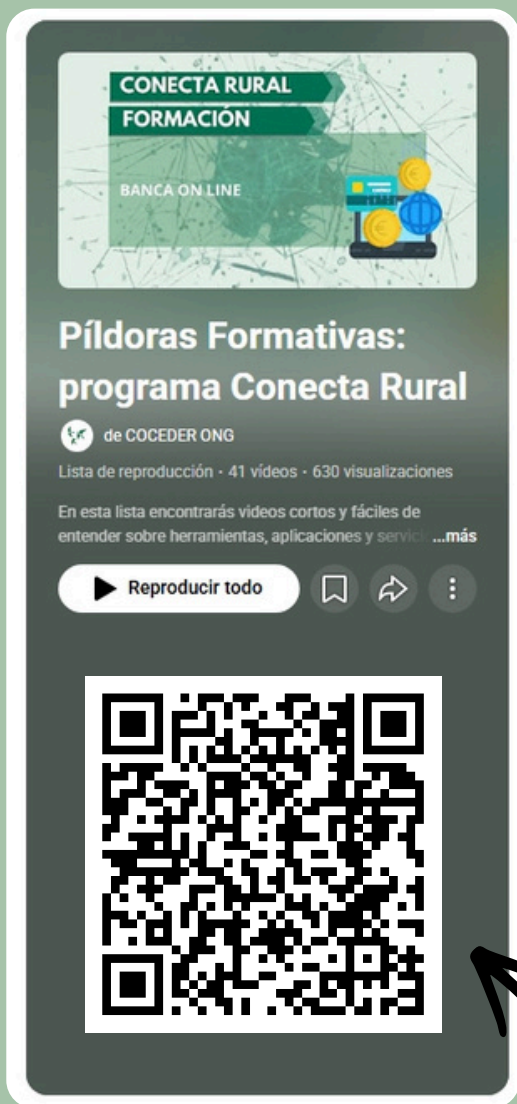 CONECTA RURAL
FORMACIÓN
BANCA ON LINE
Píldoras Formativas:
programa Conecta Rural
de COCEDER ONG
Lista de reproducción • 41 vídeos • 630 visualizaciones
En esta lista encontrarás videos cortos y fáciles de
entender sobre herramientas, aplicaciones y servici ...más
Reproducir todo